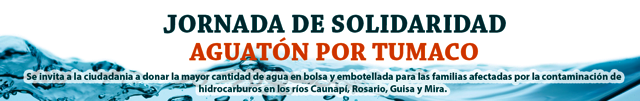 JORNADA DE SOLIDARIDAD
AGUATÓN POR TUMACO
Se invita a la ciudadania a donar la mayor cantidad de agua en bolsa y embotellada para las familias afectadas por la contaminación de
hidrocarburos en los ríos Caunapí, Rosario, Guisa y Mira.